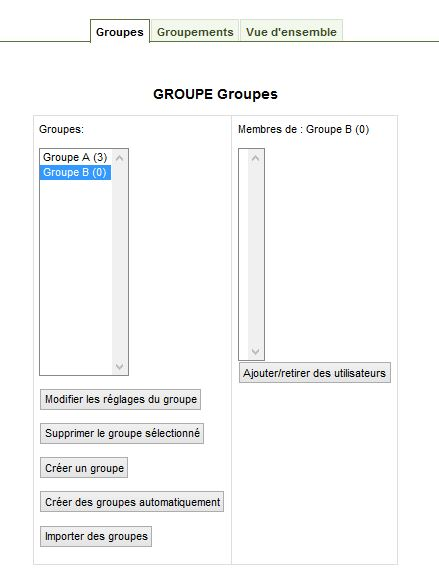 Groupes Groupements Vue d'ensemble
GROUPE Groupes
Groupes:
Groupe A (3)
Groupe B (0)
Modifier les réglages du groupe
Supprimer le groupe sélectionné
Créer un groupe
Créer des groupes automatiquement
Importer des groupes
Membres de : Groupe B (0)
Ajouter/retirer des utilisateurs